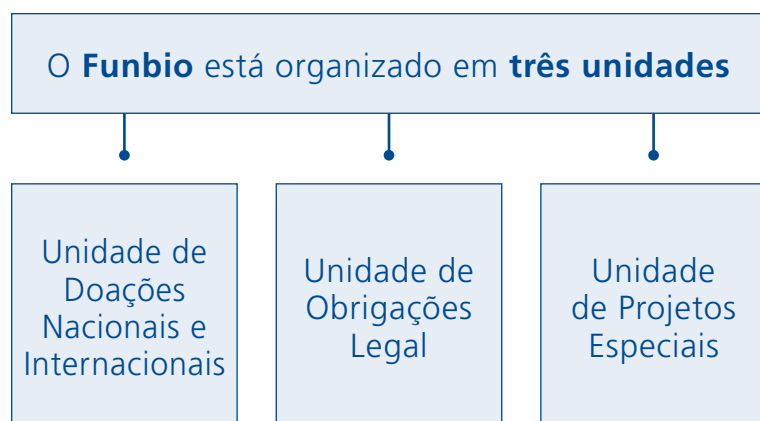 O Funbio está organizado em três unidades
Unidade de
Doações
Nacionais e
Internacionais
Unidade de
Obrigações
Legal
Unidade
de Projetos
Especiais